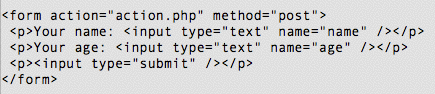 <form action="action.php" method="post">
 <p>Your name: <input type="text" name="name" /></p>
 <p>Your age: <input type="text" name="age" /></p>
 <p><input type="submit" /></p>
</form>